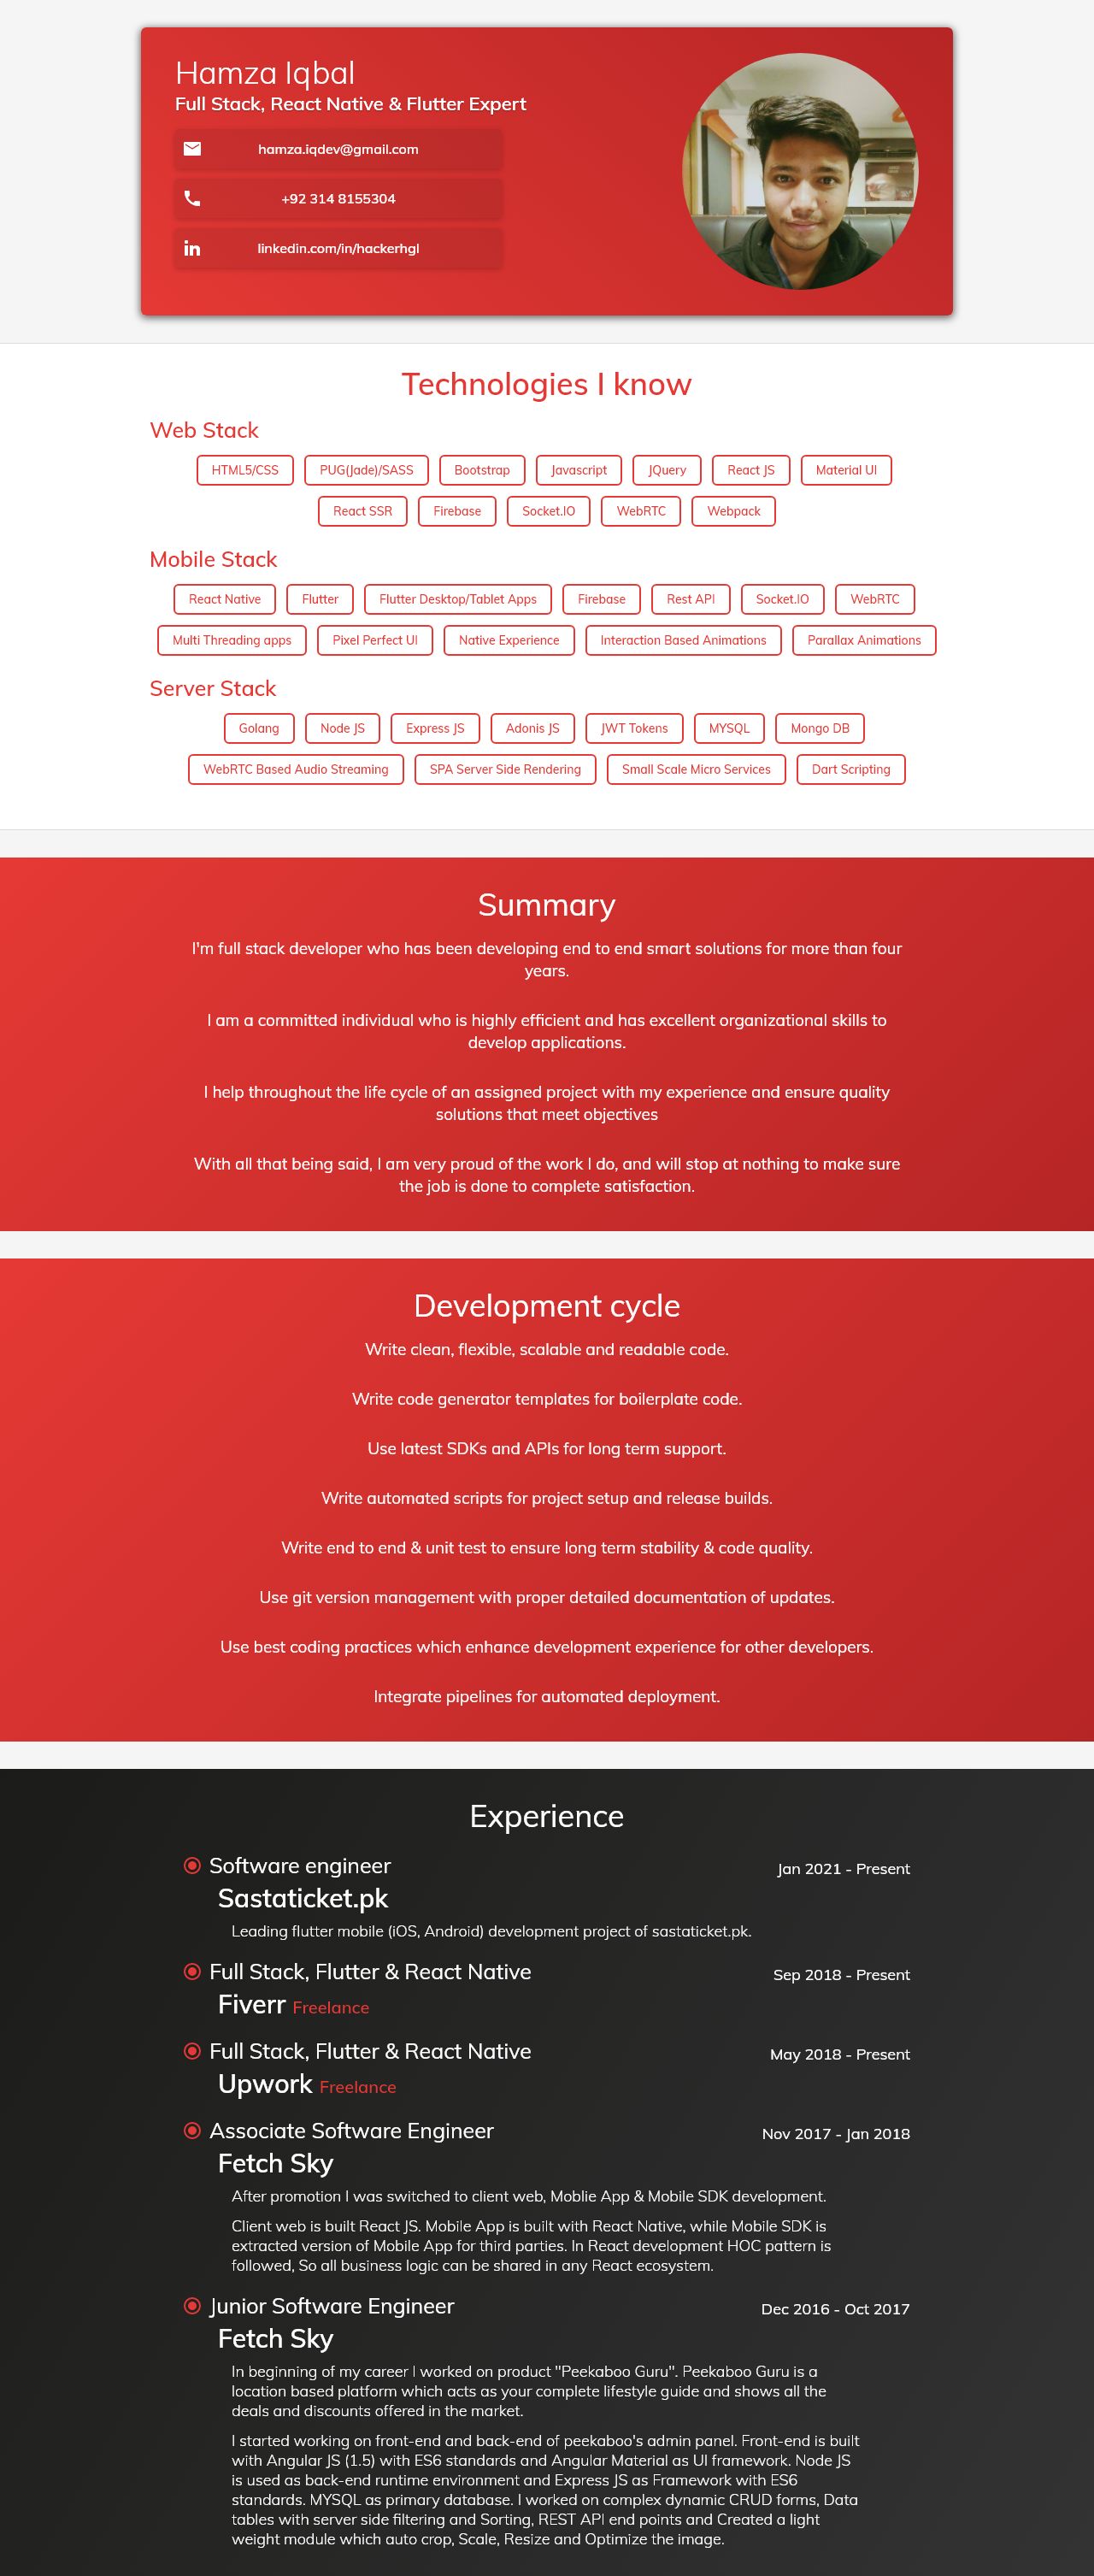 Hamza Iqbal
Full Stack, React Native & Flutter Expert
hamza.iqdev@gmail.com
+92 314 8155304
linkedin.com/in/hackerhgl
Technologies I know
Web Stack
HTML5/CSS PUG(Jade)/SASS Bootstrap Javascript JQuery React JS Material UI
React SSR Firebase Socket.IO WebRTC Webpack
Mobile Stack
React Native Flutter Flutter Desktop/Tablet Apps Firebase Rest API Socket.IO WebRTC
Multi Threading apps Pixel Perfect UI Native Experience Interaction Based Animations Parallax Animations
Server Stack
Golang Node JS Express JS Adonis JS JWT Tokens MYSQL Mongo DB
WebRTC Based Audio Streaming SPA Server Side Rendering Small Scale Micro Services Dart Scripting
Summary
I'm full stack developer who has been developing end to end smart solutions for more than four
years.
I am a committed individual who is highly efficient and has excellent organizational skills to
develop applications.
I help throughout the life cycle of an assigned project with my experience and ensure quality
solutions that meet objectives
With all that being said, I am very proud of the work I do, and will stop at nothing to make sure
the job is done to complete satisfaction.
Development cycle
Write clean, flexible, scalable and readable code.
Write code generator templates for boilerplate code.
Use latest SDKs and APIs for long term support.
Write automated scripts for project setup and release builds.
Write end to end & unit test to ensure long term stability & code quality.
Use git version management with proper detailed documentation of updates.
Use best coding practices which enhance development experience for other developers.
Integrate pipelines for automated deployment.
Experience
Software engineer Jan 2021 - Present
Sastaticket.pk
Leading flutter mobile (iOS, Android) development project of sastaticket.pk.
Full Stack, Flutter & React Native Sep 2018 - Present
Fiverr Freelance
Full Stack, Flutter & React Native May 2018 - Present
Upwork Freelance
Associate Software Engineer Nov 2017 - Jan 2018
Fetch Sky
After promotion I was switched to client web, Moblie App & Mobile SDK development.
Client web is built React JS. Mobile App is built with React Native, while Mobile SDK is
extracted version of Mobile App for third parties. In React development HOC pattern is
followed, So all business logic can be shared in any React ecosystem.
Junior Software Engineer Dec 2016 - Oct 2017
Fetch Sky
In beginning of my career I worked on product "Peekaboo Guru". Peekaboo Guru is a
location based platform which acts as your complete lifestyle guide and shows all the
deals and discounts offered in the market.
I started working on front-end and back-end of peekaboo's admin panel. Front-end is built
with Angular JS (1.5) with ES6 standards and Angular Material as UI framework. Node JS
is used as back-end runtime environment and Express JS as Framework with ES6
standards. MYSQL as primary database. I worked on complex dynamic CRUD forms, Data
tables with server side filtering and Sorting, REST API end points and Created a light
weight module which auto crop, Scale, Resize and Optimize the image.